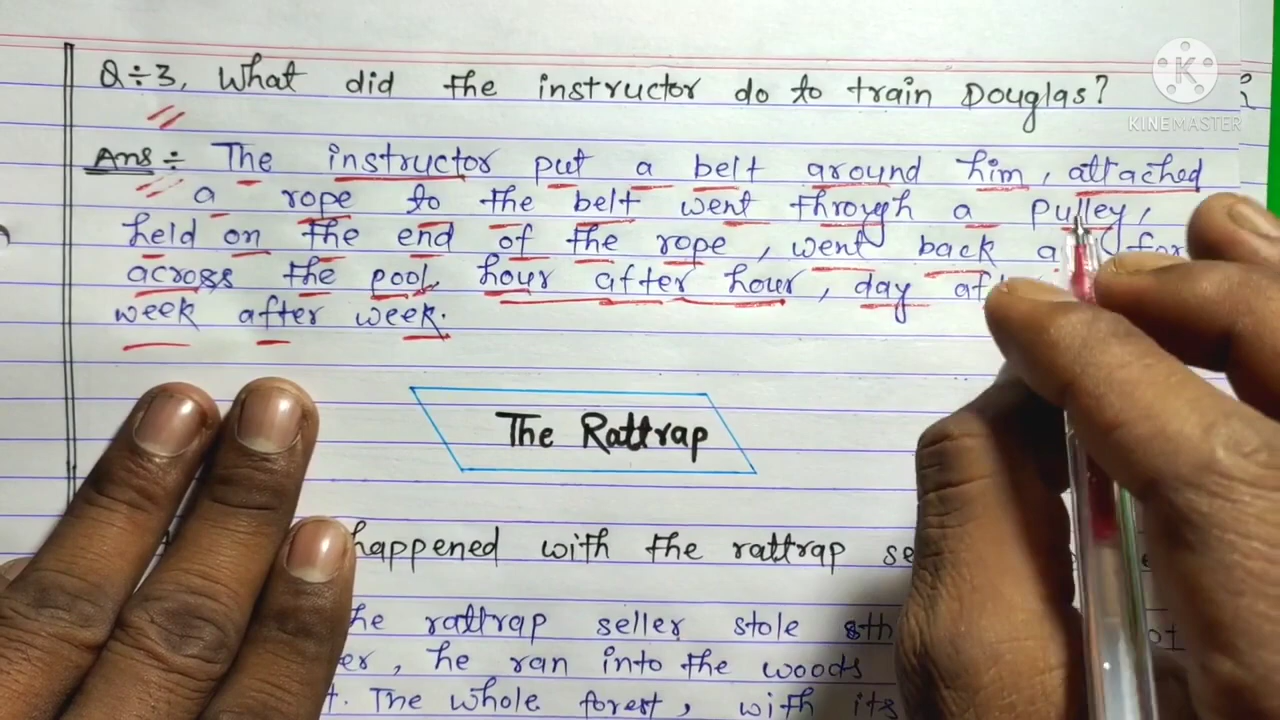 Q÷3, What did the instructor do to train Douglas?
K
KINEMASTER
Ans÷ The instructor put a belt around him, attached
a rope to the belt went through a pulley,
held on the end of the rope, went back
across the pool hour after hour, day
week after week.
The Rattrap
happened with the rattrap
the rattrap seller stole
he ran into the woods
The whole forest, with its